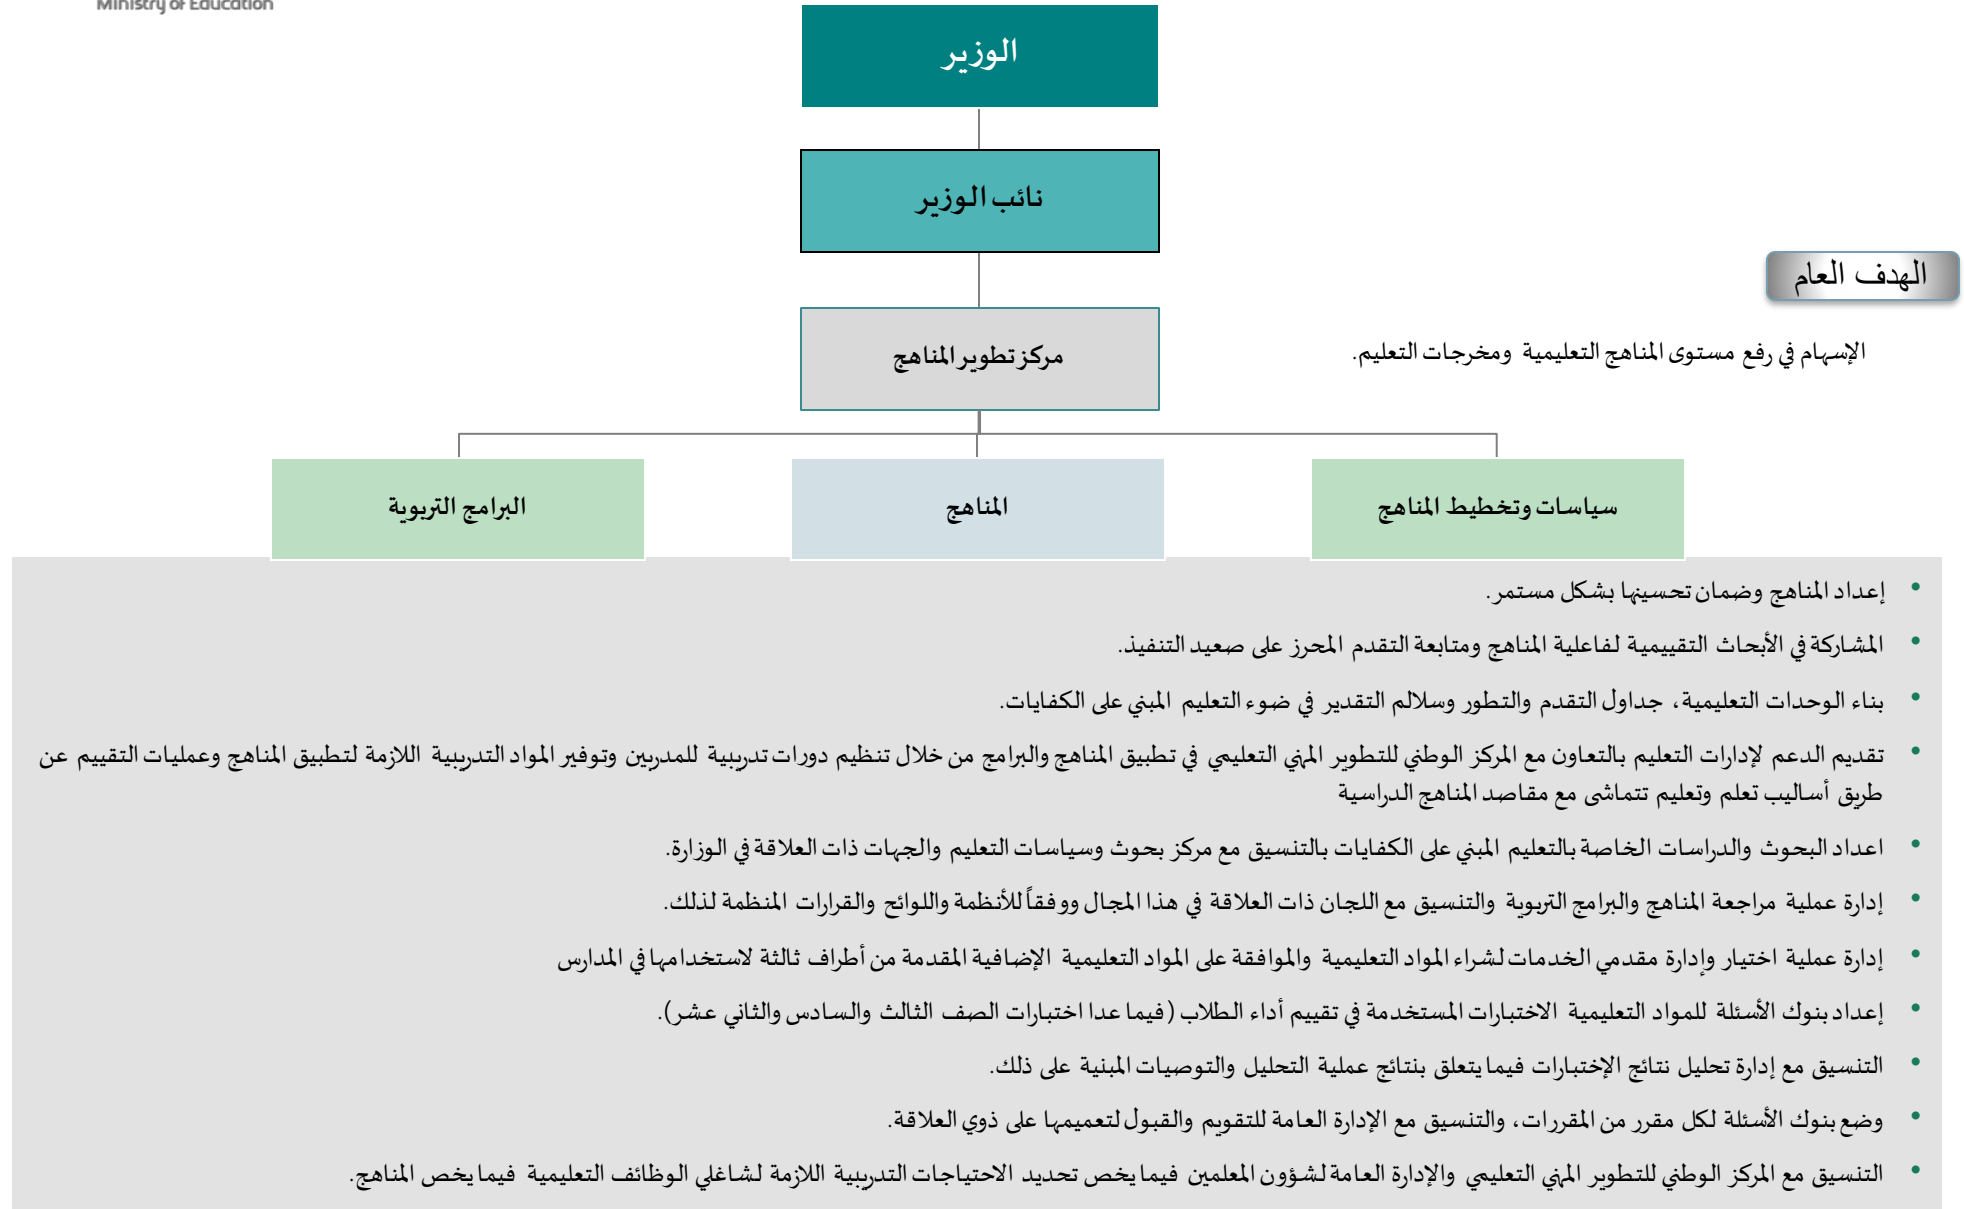 Ministry of Education
الوزير
نائب الوزير
الهدف العام
مركز تطوير المناهج
الإسهام في رفع مستوى المناهج التعليمية ومخرجات التعليم.
سياسات وتخطيط المناهج
المناهج
البرامج التربوية
• إعداد المناهج وضمان تحسينها بشكل مستمر.
• المشاركة في الأبحاث التقييمية لفاعلية المناهج ومتابعة التقدم المحرز على صعيد التنفيذ.
• بناء الوحدات التعليمية، جداول التقدم والتطور وسلالم التقدير في ضوء التعليم المبني على الكفايات.
• تقديم الدعم لإدارات التعليم بالتعاون مع المركز الوطني للتطوير المهني التعليمي في تطبيق المناهج والبرامج من خلال تنظيم دورات تدريبية للمدربين وتوفير المواد التدريبية اللازمة لتطبيق المناهج وعمليات التقييم عن
طريق أساليب تعلم وتعليم تتماشى مع مقاصد المناهج الدراسية
• اعداد البحوث والدراسات الخاصة بالتعليم المبني على الكفايات بالتنسيق مع مركز بحوث وسياسات التعليم والجهات ذات العلاقة في الوزارة.
• إدارة عملية مراجعة المناهج والبرامج التربوية والتنسيق مع اللجان ذات العلاقة في هذا المجال ووفقاً للأنظمة واللوائح والقرارات المنظمة لذلك.
• إدارة عملية اختيار وإدارة مقدمي الخدمات لشراء المواد التعليمية والموافقة على المواد التعليمية الإضافية المقدمة من أطراف ثالثة لاستخدامها في المدارس
• إعداد بنوك الأسئلة للمواد التعليمية الاختبارات المستخدمة في تقييم أداء الطلاب (فيما عدا اختبارات الصف الثالث والسادس والثاني عشر).
• التنسيق مع إدارة تحليل نتائج الإختبارات فيما يتعلق بنتائج عملية التحليل والتوصيات المبنية على ذلك.
• وضع بنوك الأسئلة لكل مقرر من المقررات، والتنسيق مع الإدارة العامة للتقويم والقبول لتعميمها على ذوي العلاقة.
• التنسيق مع المركز الوطني للتطوير المهني التعليمي والإدارة العامة لشؤون المعلمين فيما يخص تحديد الاحتياجات التدريبية اللازمة لشاغلي الوظائف التعليمية فيما يخص المناهج.